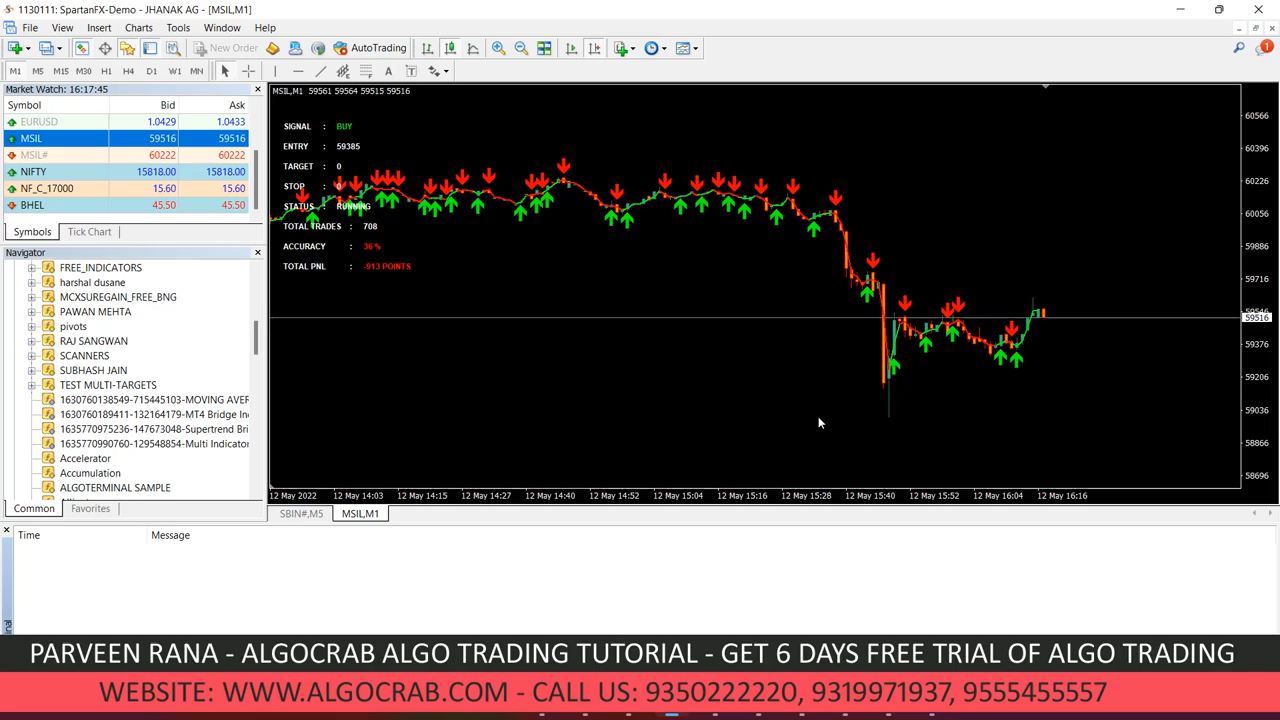 1130111: SpartanFX-Demo - JHANAK AG - [MSIL,M1]
File View Insert Charts Tools Window Help
New Order AutoTrading 1
M1 M5 M15 M30 H1 H4 D1 W1 MN A T
Market Watch: 16:17:45
Symbol Bid Ask
EURUSD 1.0429 1.0433
MSIL 59516 59516
MSIL# 60222 60222
NIFTY 15818.00 15818.00
NF_C_17000 15.60 15.60
BHEL 45.50 45.50
Symbols Tick Chart
Navigator
FREE_INDICATORS
harshal dusane
MCXSUREGAIN_FREE_BNG
PAWAN MEHTA
pivots
RAJ SANGWAN
SCANNERS
SUBHASH JAIN
TEST MULTI-TARGETS
1630760138549-715445103-MOVING AVER
1630760189411-132164179-MT4 Bridge In
1635770975236-147673048-Supertrend Bri
1635770990760-129548854-Multi Indicator
Accelerator
Accumulation
ALGOTERMINAL SAMPLE
Common Favorites
MSIL,M1 59561 59564 59515 59516
SIGNAL : BUY
ENTRY : 59385
TARGET : 0
STOP : 0
STATUS : RUNNING
TOTAL TRADES : 708
ACCURACY : 36 %
TOTAL PNL : -913 POINTS
60566
60396
60226
60056
59886
59716
59546
59516
59376
59206
59036
58866
58696
12 May 2022 12 May 14:03 12 May 14:15 12 May 14:27 12 May 14:40 12 May 14:52 12 May 15:04 12 May 15:16 12 May 15:28 12 May 15:40 12 May 15:52 12 May 16:04 12 May 16:16
SBIN#,M5 MSIL,M1
Time Message
PARVEEN RANA - ALGOCRAB ALGO TRADING TUTORIAL - GET 6 DAYS FREE TRIAL OF ALGO TRADING
WEBSITE: WWW.ALGOCRAB.COM - CALL US: 9350222220, 9319971937, 9555455557